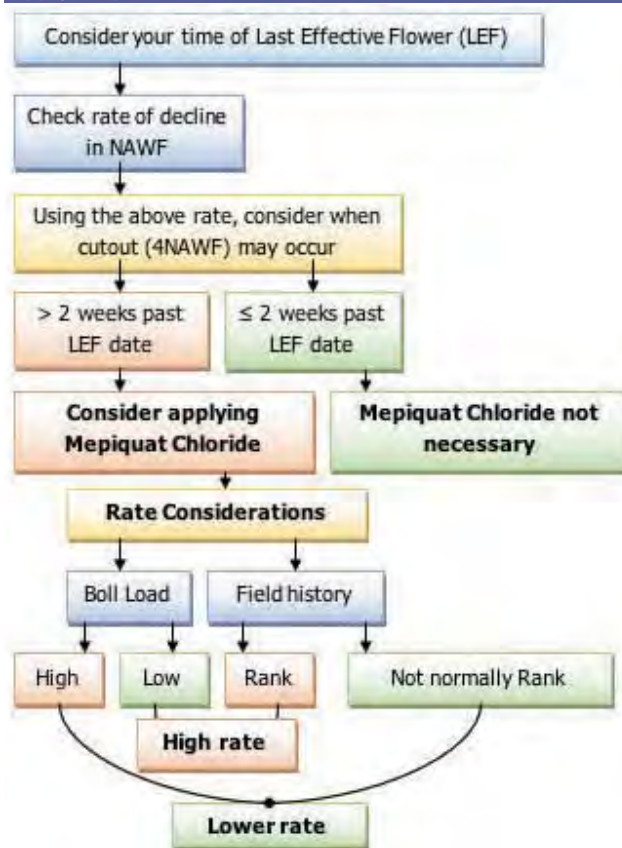 Consider your time of Last Effective Flower (LEF)
Check rate of decline
in NAWF
Using the above rate, consider when
cutout (4NAWF) may occur
> 2 weeks past
LEF date
≤ 2 weeks past
LEF date
Consider applying
Mepiquat Chloride
Mepiquat Chloride not
necessary
Rate Considerations
Boll Load
Field history
High
Low
Rank
Not normally Rank
High rate
Lower rate